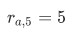 r_{a,5} = 5